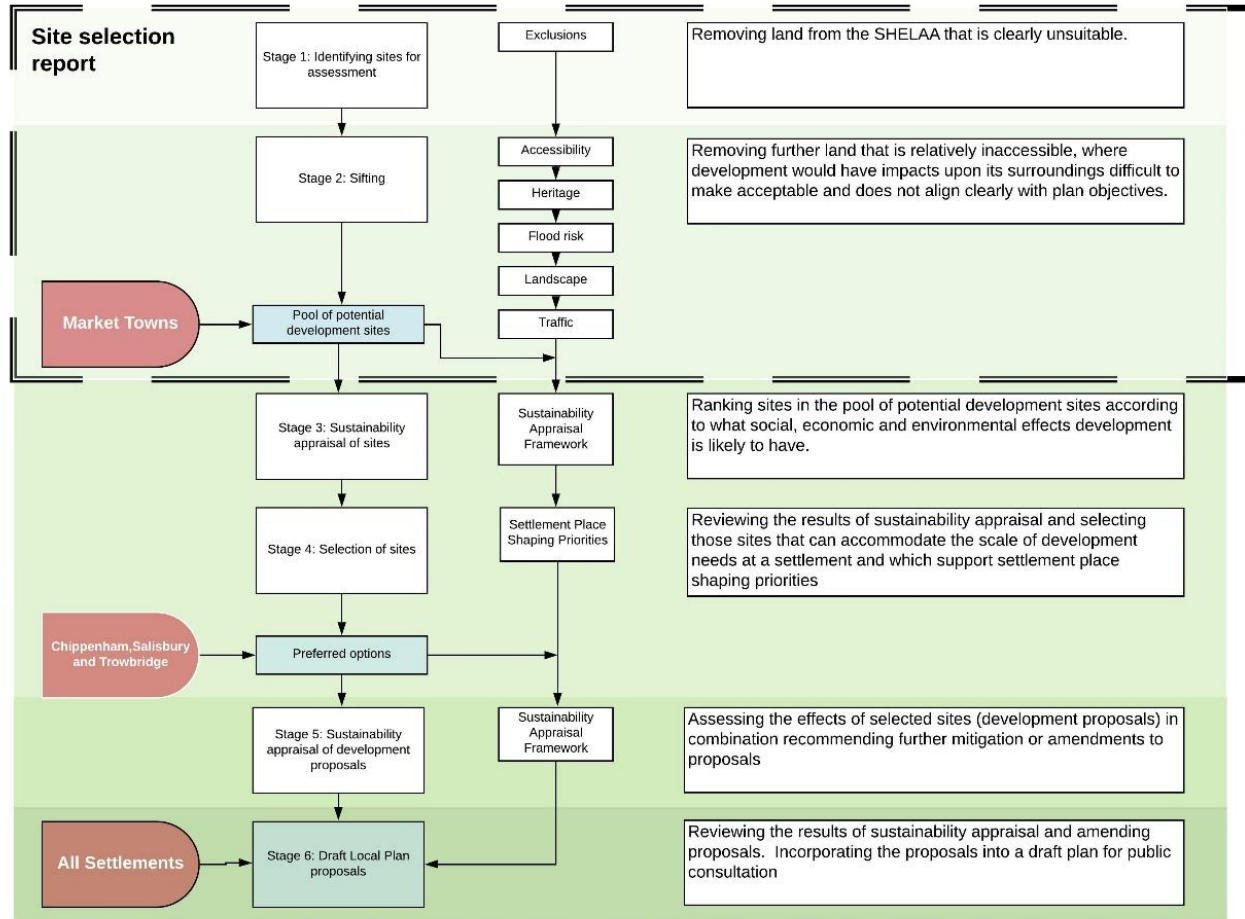 Site selection
report
Stage 1: Identifying sites for
assessment
Exclusions
Removing land from the SHELAA that is clearly unsuitable.
Stage 2: Sifting
Accessibility
Heritage
Flood risk
Landscape
Traffic
Removing further land that is relatively inaccessible, where
development would have impacts upon its surroundings difficult to
make acceptable and does not align clearly with plan objectives.
Market Towns
Pool of potential
development sites
Stage 3: Sustainability
appraisal of sites
Sustainability
Appraisal
Framework
Ranking sites in the pool of potential development sites according
to what social, economic and environmental effects development
is likely to have.
Stage 4: Selection of sites
Settlement Place
Shaping Priorities
Reviewing the results of sustainability appraisal and selecting
those sites that can accommodate the scale of development
needs at a settlement and which support settlement place
shaping priorities
Chippenham,Salisbury
and Trowbridge
Preferred options
Stage 5: Sustainability
appraisal of development
proposals
Sustainability
Appraisal
Framework
Assessing the effects of selected sites (development proposals) in
combination recommending further mitigation or amendments to
proposals
All Settlements
Stage 6: Draft Local Plan
proposals
Reviewing the results of sustainability appraisal and amending
proposals.  Incorporating the proposals into a draft plan for public
consultation